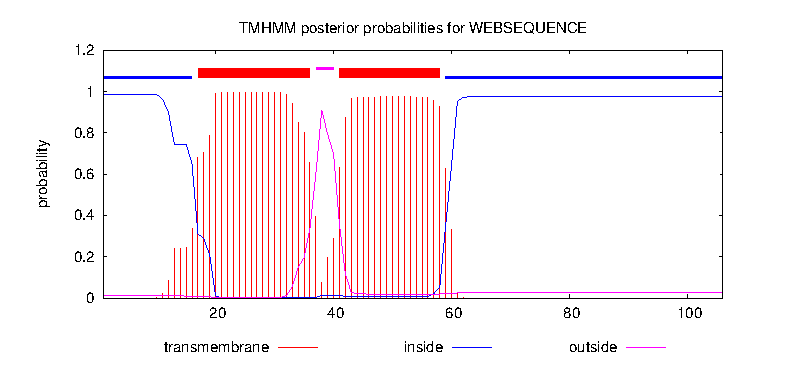 TMHMM posterior probabilities for WEBSEQUENCE
1.2
1
0.8
0.6
0.4
0.2
0
probability
20 40 60 80 100
transmembrane inside outside